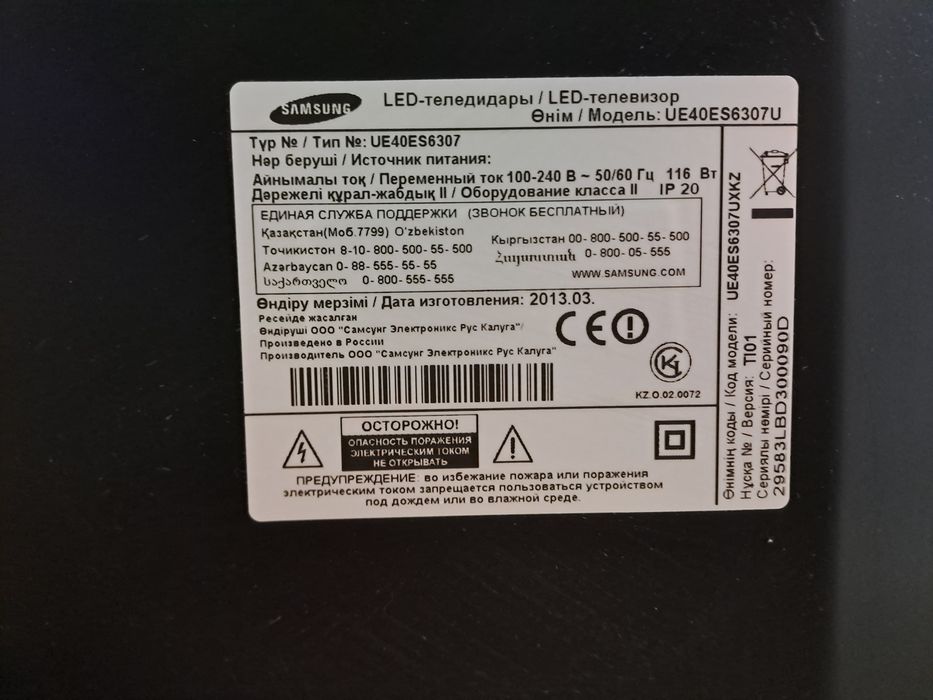 SAMSUNG
LED-теледидары / LED-телевизор
Өнім / Модель: UE40ES6307U
Түр № / Тип №: UE40ES6307
Нәр беруші / Источник питания:
Айнымалы ток / Переменный ток 100-240 В ~ 50/60 Гц 116 Вт
Дәрежелі құрал-жабдық II / Оборудование класса II IP 20
ЕДИНАЯ СЛУЖБА ПОДДЕРЖКИ (ЗВОНОК БЕСПЛАТНЫЙ)
Қазақстан(Моб.7799) O'zbekiston
Точикистон 8-10-800-500-55-500
Кыргызстан 00-800-500-55-500
Հայաստան 0-800-05-555
Azərbaycan 0-88-555-55-55
საქართველო 0-800-555-555
WWW.SAMSUNG.COM
Өндіру мерзімі / Дата изготовления: 2013.03.
Ресейде жасалған
Өндіруші ООО "Самсунг Электроникс Рус Калуга"/
Произведено в России
Производитель ООО "Самсунг Электроникс Рус Калуга"
CE
KZ.O.02.0072
ОСТОРОЖНО!
ОПАСНОСТЬ ПОРАЖЕНИЯ
ЭЛЕКТРИЧЕСКИМ ТОКОМ
НЕ ОТКРЫВАТЬ
ПРЕДУПРЕЖДЕНИЕ: во избежание пожара или поражения
электрическим током запрещается пользоваться устройством
под дождем или во влажной среде.
Өнімнің коды / Код модели: UE40ES6307UXKZ
Нұсқа № / Версия: TI01
Сериялы нөмірі / Серийный номер:
29583LBD300090D